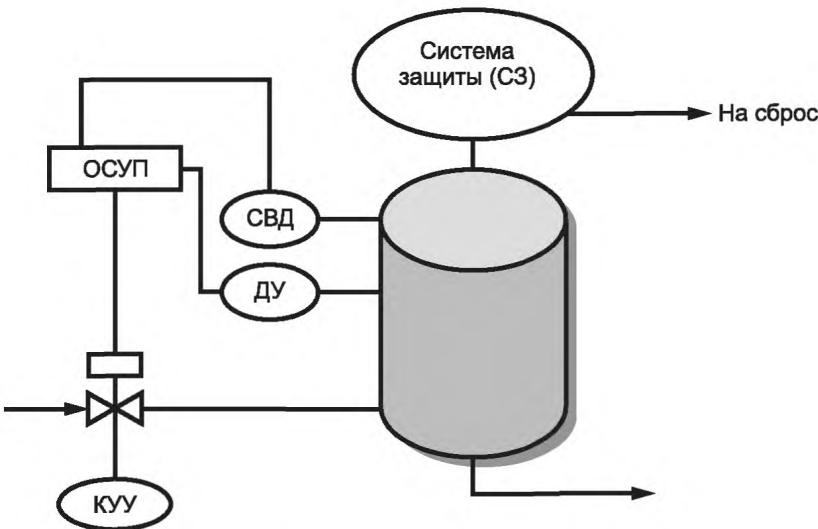 Система
защиты (СЗ)
На сброс
ОСУП
СВД
ДУ
КУУ